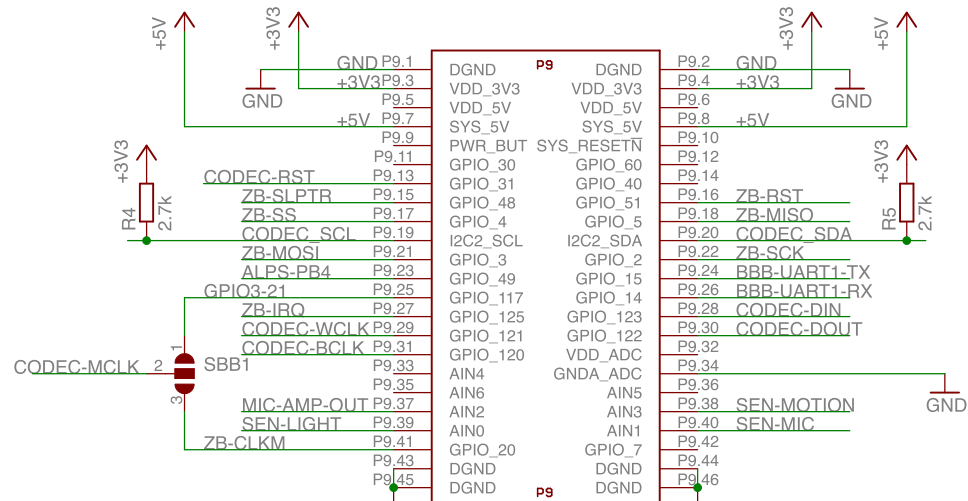 +5V +3V3 +3V3 +5V
P9
GND P9.1 DGND DGND P9.2 GND
+3V3 P9.3 VDD_3V3 VDD_3V3 P9.4 +3V3
GND GND
P9.5 VDD_5V VDD_5V P9.6
+5V P9.7 SYS_5V SYS_5V P9.8 +5V
P9.9 PWR_BUT SYS_RESETN P9.10
P9.11 GPIO_30 GPIO_60 P9.12
+3V3 +3V3
CODEC-RST P9.13 GPIO_31 GPIO_40 P9.14
ZB-SLPTR P9.15 GPIO_48 GPIO_51 P9.16 ZB-RST
R4 2.7k R5 2.7k
ZB-SS P9.17 GPIO_4 GPIO_5 P9.18 ZB-MISO
CODEC_SCL P9.19 I2C2_SCL I2C2_SDA P9.20 CODEC_SDA
ZB-MOSI P9.21 GPIO_3 GPIO_2 P9.22 ZB-SCK
ALPS-PB4 P9.23 GPIO_49 GPIO_15 P9.24 BBB-UART1-TX
GPIO3-21 P9.25 GPIO_117 GPIO_14 P9.26 BBB-UART1-RX
ZB-IRQ P9.27 GPIO_125 GPIO_123 P9.28 CODEC-DIN
CODEC-WCLK P9.29 GPIO_121 GPIO_122 P9.30 CODEC-DOUT
CODEC-BCLK P9.31 GPIO_120 VDD_ADC P9.32
1
CODEC-MCLK 2 SBB1
P9.33 AIN4 GNDA_ADC P9.34
3
P9.35 AIN6 AIN5 P9.36
GND
MIC-AMP-OUT P9.37 AIN2 AIN3 P9.38 SEN-MOTION
SEN-LIGHT P9.39 AIN0 AIN1 P9.40 SEN-MIC
ZB-CLKM P9.41 GPIO_20 GPIO_7 P9.42
P9.43 DGND DGND P9.44
P9.45 DGND DGND P9.46
P9